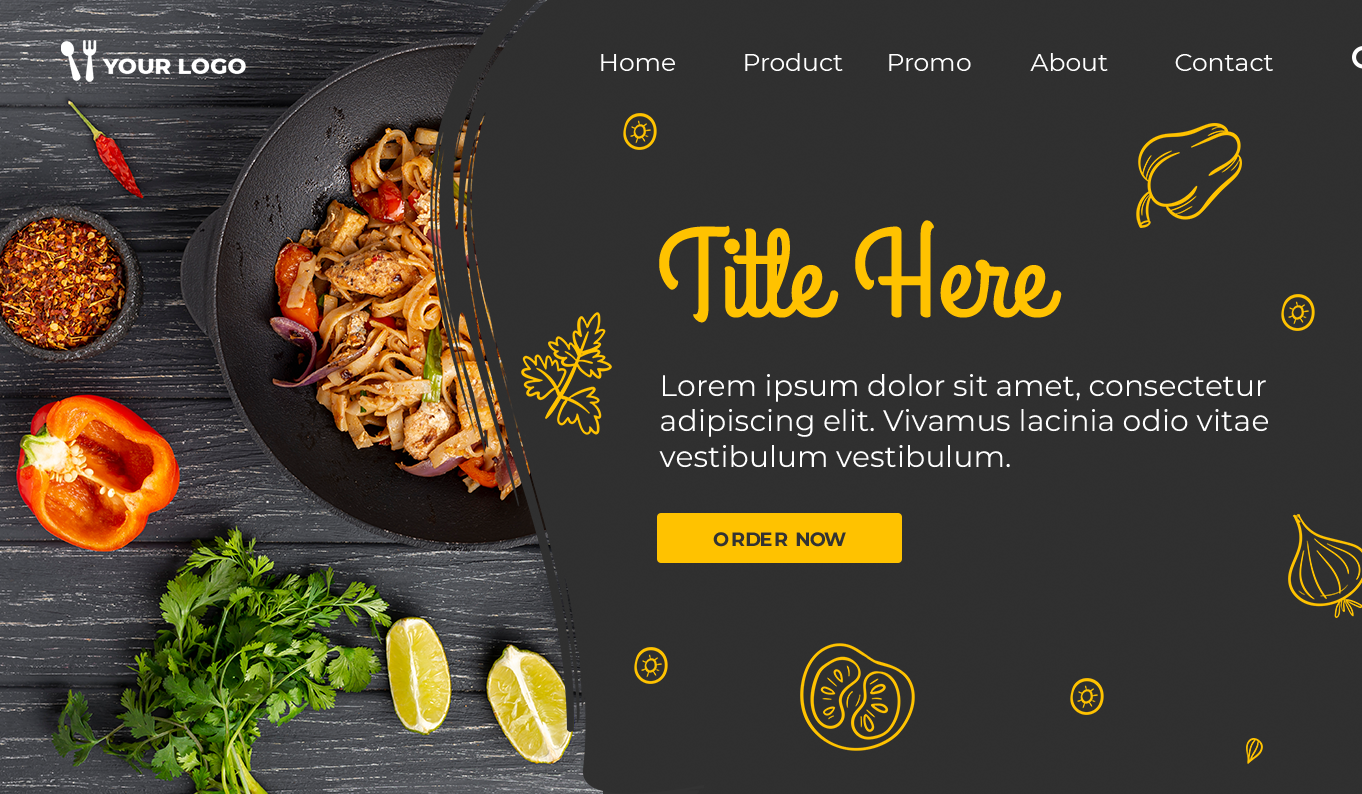 YOUR LOGO
Home Product Promo About Contact
Title Here
Lorem ipsum dolor sit amet, consectetur
adipiscing elit. Vivamus lacinia odio vitae
vestibulum vestibulum.
ORDER NOW